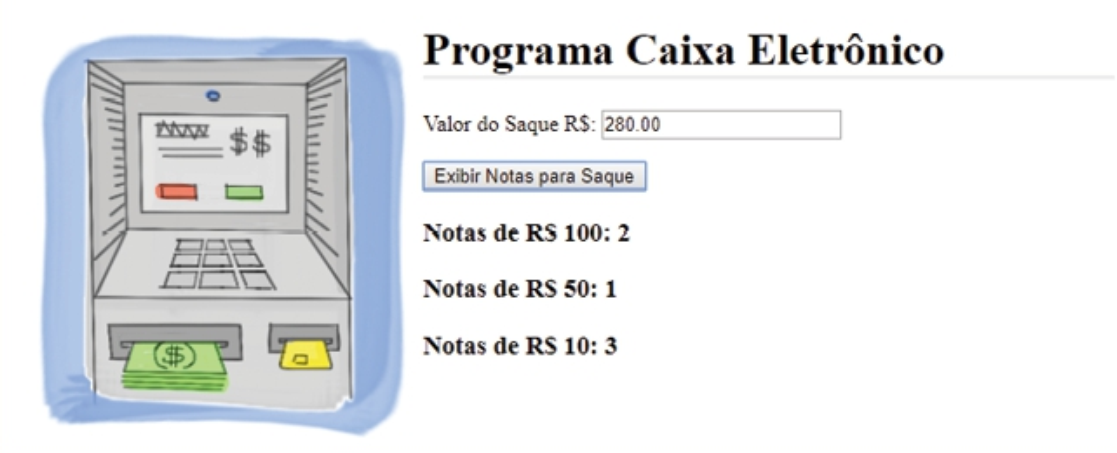 Programa Caixa Eletrônico
Valor do Saque R$: 280.00
Exibir Notas para Saque
Notas de R$ 100: 2
Notas de R$ 50: 1
Notas de R$ 10: 3
$$
$